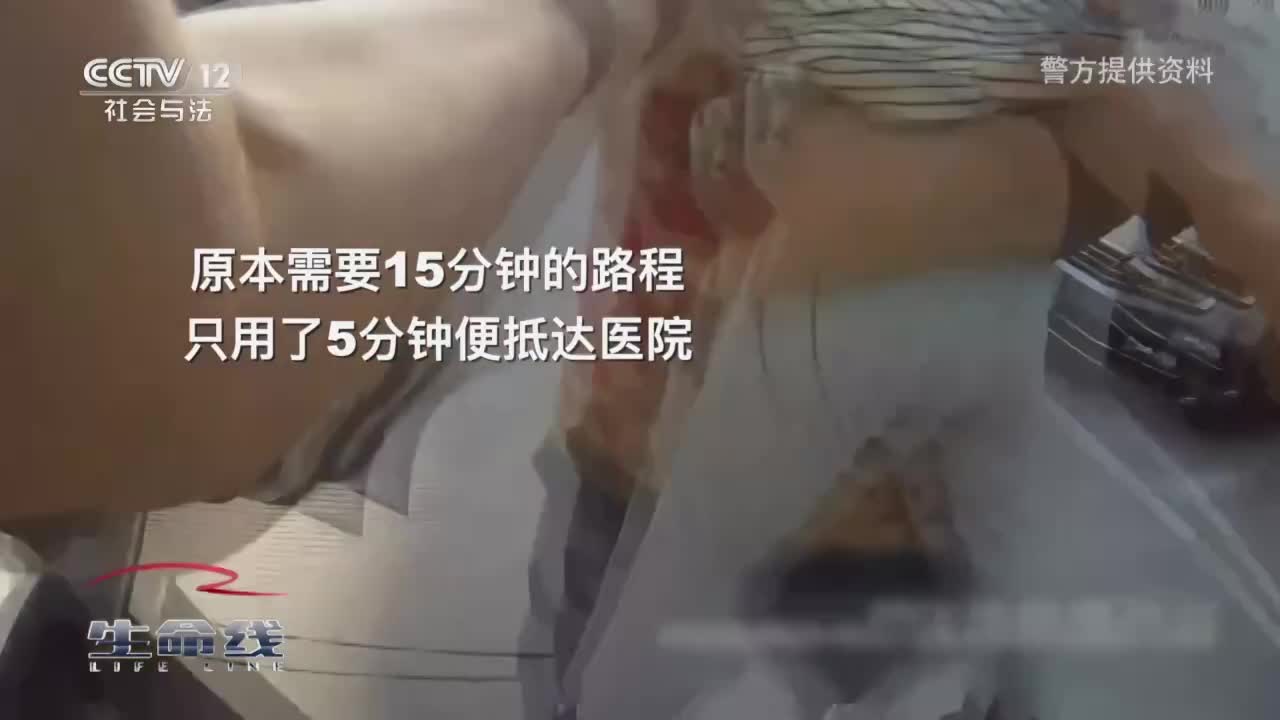 CCTV 12
社会与法
警方提供资料
原本需要15分钟的路程
只用了5分钟便抵达医院
生命线
LIFE LINE